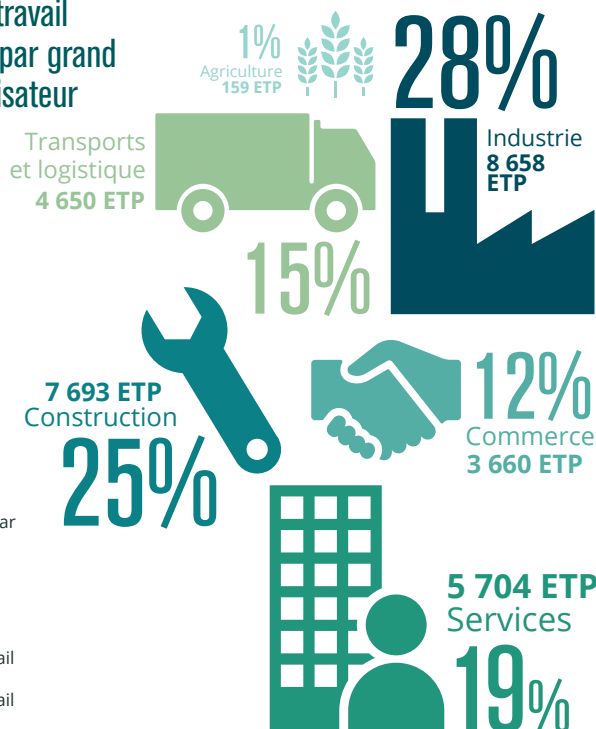 travail
par grand
isateur
1%
Agriculture
159 ETP
28%
Industrie
8 658
ETP
Transports
et logistique
4 650 ETP
15%
7 693 ETP
Construction
25%
12%
Commerce
3 660 ETP
ar
5 704 ETP
Services
19%
ail
ail